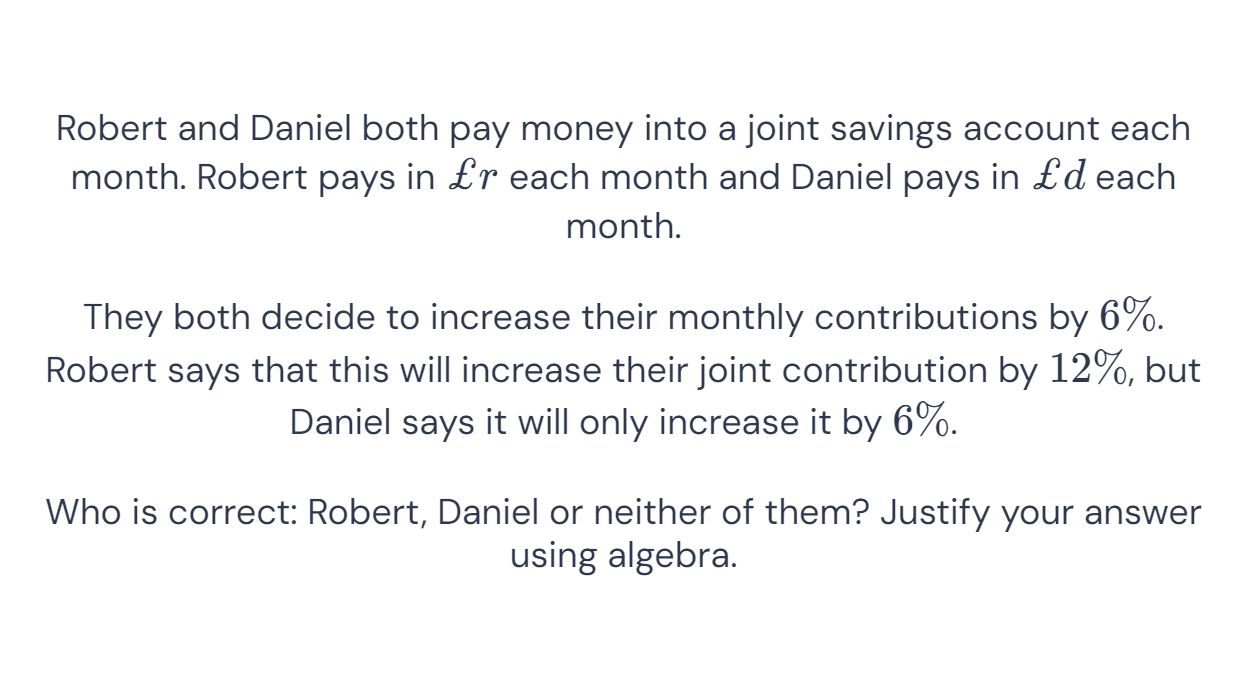 Robert and Daniel both pay money into a joint savings account each
month. Robert pays in £r each month and Daniel pays in £d each
month.
They both decide to increase their monthly contributions by 6%.
Robert says that this will increase their joint contribution by 12%, but
Daniel says it will only increase it by 6%.
Who is correct: Robert, Daniel or neither of them? Justify your answer
using algebra.